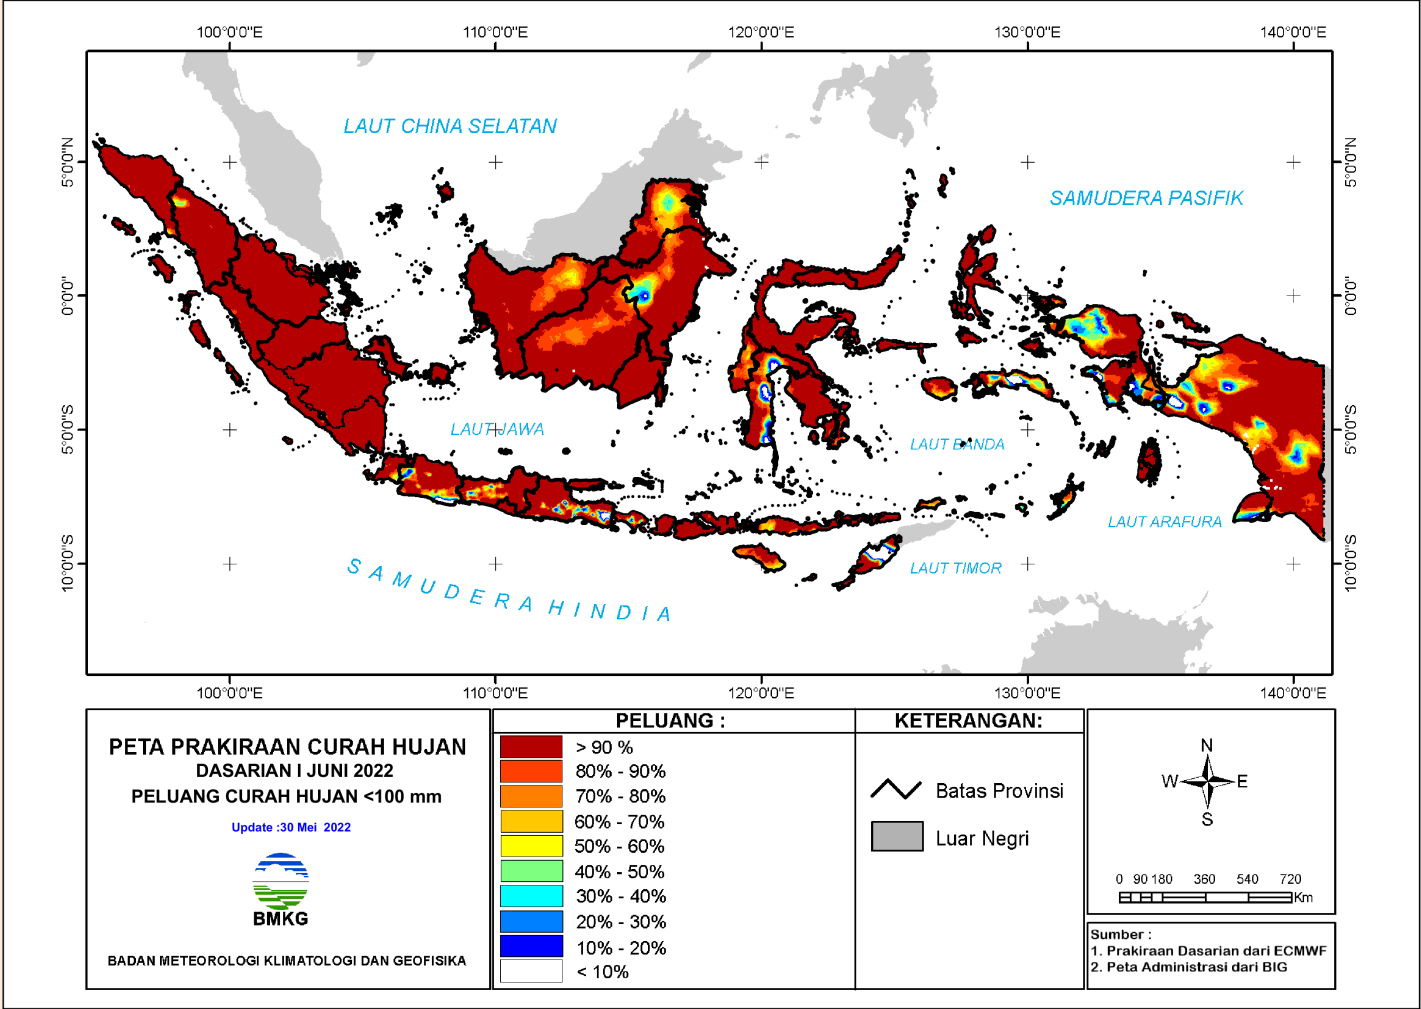 100°0'0"E 110°0'0"E 120°0'0"E 130°0'0"E 140°0'0"E
5°0'0"N
0°0'0"
5°0'0"S
10°0'0"S
5°0'0"N
0°0'0"
5°0'0"S
10°0'0"S
LAUT CHINA SELATAN
SAMUDERA PASIFIK
LAUT JAWA
LAUT BANDA
LAUT ARAFURA
LAUT TIMOR
SAMUDERA HINDIA
100°0'0"E 110°0'0"E 120°0'0"E 130°0'0"E 140°0'0"E
PETA PRAKIRAAN CURAH HUJAN
DASARIAN I JUNI 2022
PELUANG CURAH HUJAN <100 mm
Update :30 Mei 2022
BMKG
BADAN METEOROLOGI KLIMATOLOGI DAN GEOFISIKA
PELUANG :
> 90 %
80% - 90%
70% - 80%
60% - 70%
50% - 60%
40% - 50%
30% - 40%
20% - 30%
10% - 20%
< 10%
KETERANGAN:
Batas Provinsi
Luar Negri
N
W E
S
0 90 180 360 540 720
Km
Sumber :
1. Prakiraan Dasarian dari ECMWF
2. Peta Administrasi dari BIG